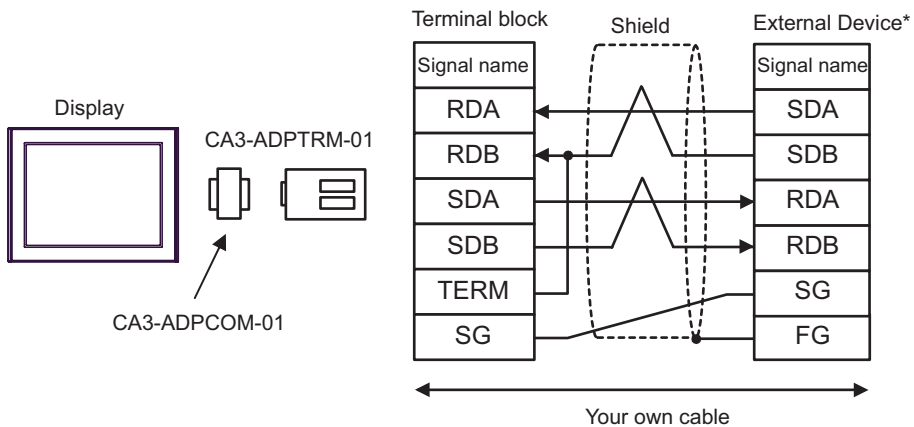 Terminal block Shield External Device*
Signal name Signal name
Display
RDA SDA
CA3-ADPTRM-01
RDB SDB
SDA RDA
SDB RDB
TERM SG
CA3-ADPCOM-01
SG FG
Your own cable